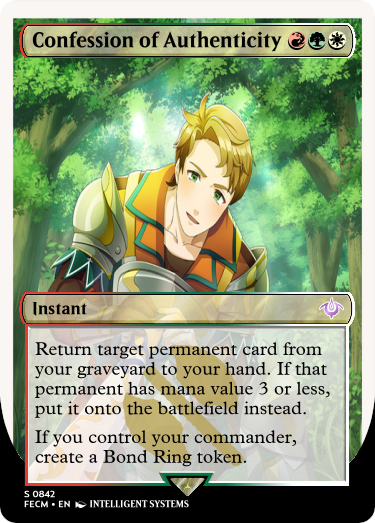 Confession of Authenticity
Instant
Return target permanent card from
your graveyard to your hand. If that
permanent has mana value 3 or less,
put it onto the battlefield instead.
If you control your commander,
create a Bond Ring token.
S 0842
FECM • EN INTELLIGENT SYSTEMS